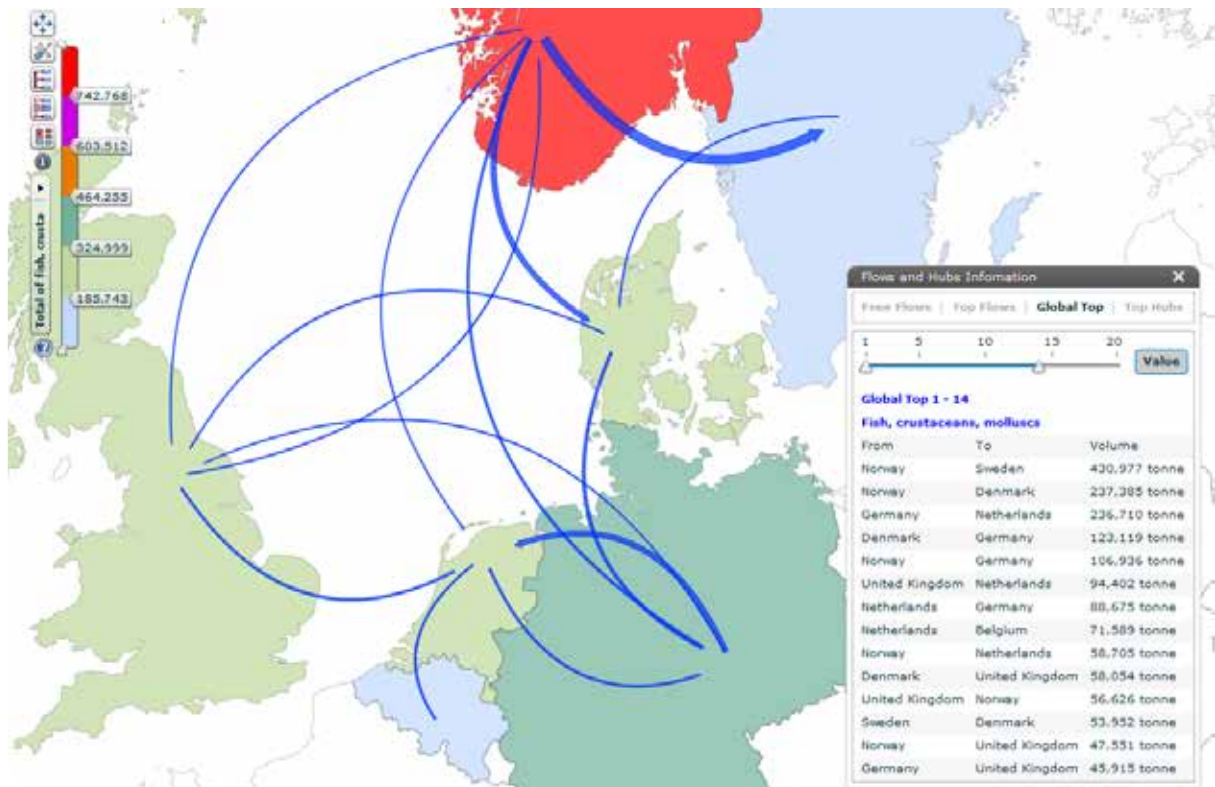 742.768
603.512
464.255
324.999
185.743
Total of fish, crusta
Flows and Hubs Infomation
Free Flows | Top Flows | Global Top | Top Hubs
1 5 10 15 20
Value
Global Top 1 - 14
Fish, crustaceans, molluscs
From To Volume
Norway Sweden 430,977 tonne
Norway Denmark 237,385 tonne
Germany Netherlands 236,710 tonne
Denmark Germany 123,119 tonne
Norway Germany 106,936 tonne
United Kingdom Netherlands 94,402 tonne
Netherlands Germany 88,675 tonne
Netherlands Belgium 71,589 tonne
Norway Netherlands 58,705 tonne
Denmark United Kingdom 58,054 tonne
United Kingdom Norway 56,626 tonne
Sweden Denmark 53,952 tonne
Norway United Kingdom 47,551 tonne
Germany United Kingdom 45,915 tonne